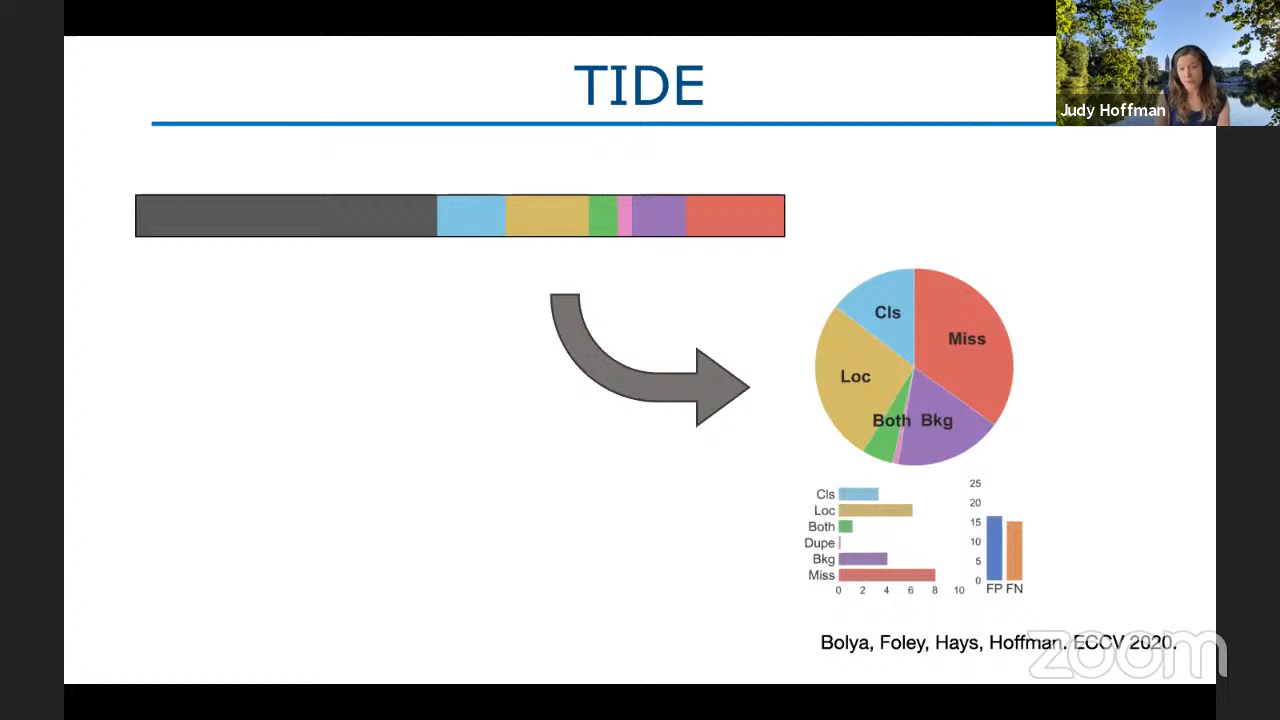 TIDE
Judy Hoffman
Cls
Miss
Loc
Both
Bkg
Cls
Loc
Both
Dupe
Bkg
Miss
0 2 4 6 8 10
25
20
15
10
5
0
FP FN
Bolya, Foley, Hays, Hoffman. ECCV 2020.
zoom